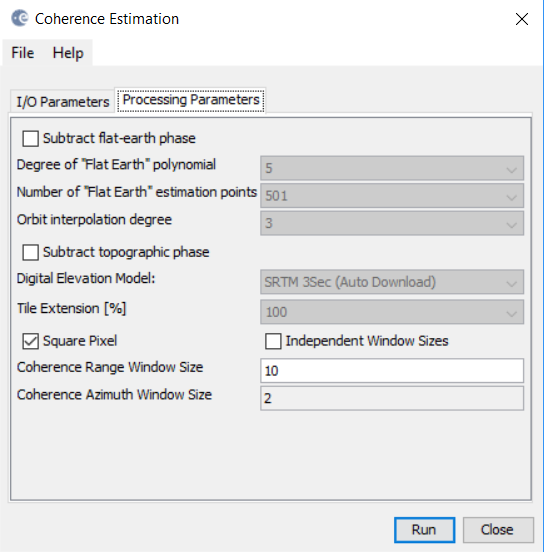 Coherence Estimation
File Help
I/O Parameters Processing Parameters
Subtract flat-earth phase
Degree of "Flat Earth" polynomial 5
Number of "Flat Earth" estimation points 501
Orbit interpolation degree 3
Subtract topographic phase
Digital Elevation Model: SRTM 3Sec (Auto Download)
Tile Extension [%] 100
Square Pixel Independent Window Sizes
Coherence Range Window Size 10
Coherence Azimuth Window Size 2
Run Close